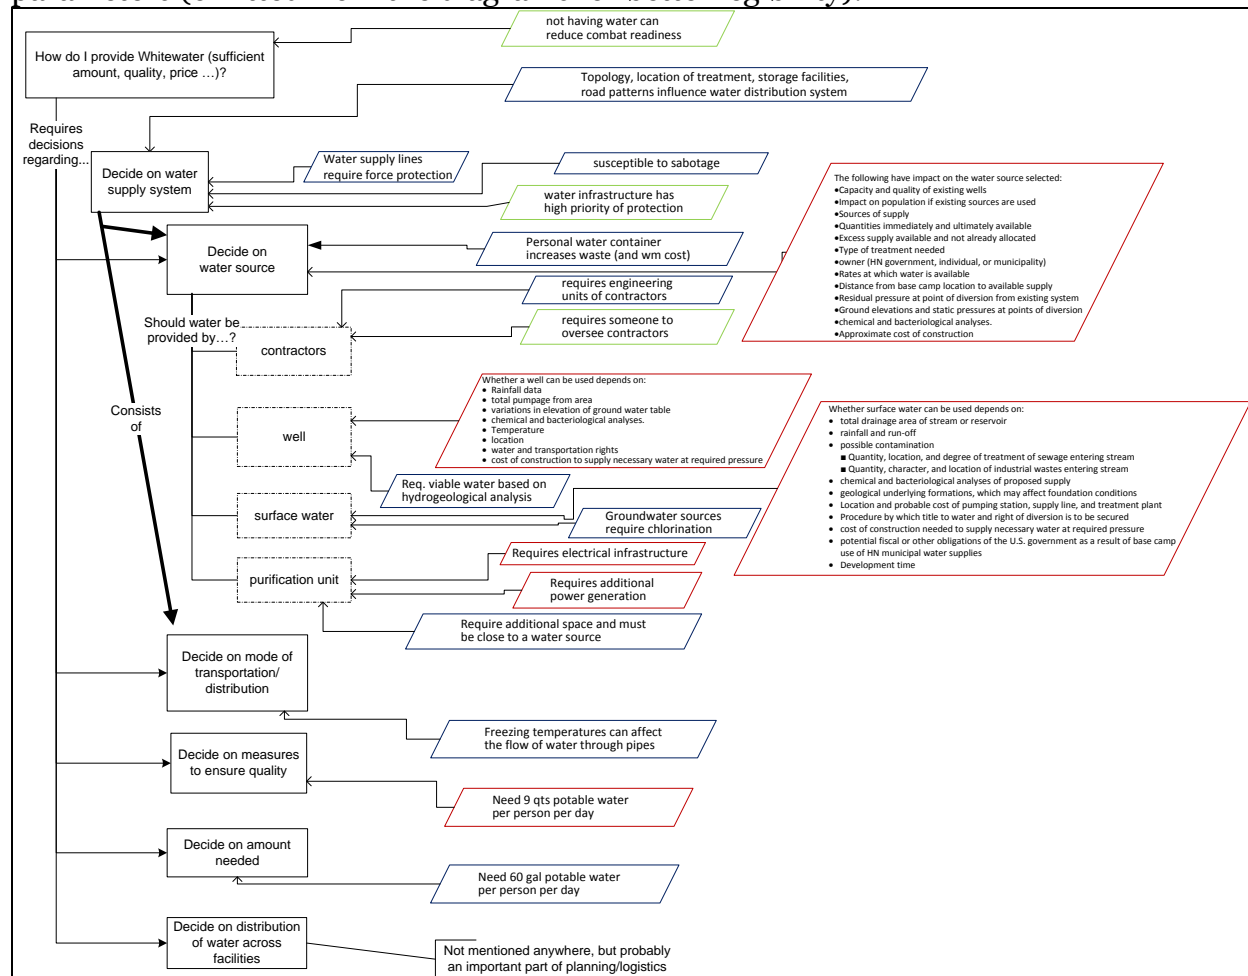 not having water can
reduce combat readiness
How do I provide Whitewater (sufficient
amount, quality, price …)?
Topology, location of treatment, storage facilities,
road patterns influence water distribution system
Requires
decisions
regarding...
Decide on water
supply system
Water supply lines
require force protection
susceptible to sabotage
water infrastructure has
high priority of protection
The following have impact on the water source selected:
•Capacity and quality of existing wells
•Impact on population if existing sources are used
•Sources of supply
•Quantities immediately and ultimately available
•Excess supply available and not already allocated
•Type of treatment needed
•owner (HN government, individual, or municipality)
•Rates at which water is available
•Distance from base camp location to available supply
•Residual pressure at point of diversion from existing system
•Ground elevations and static pressures at points of diversion
•chemical and bacteriological analyses.
•Approximate cost of construction
Decide on
water source
Personal water container
increases waste (and wm cost)
requires engineering
units of contractors
Should water be
provided by…?
requires someone to
oversee contractors
contractors
Whether a well can be used depends on:
• Rainfall data
• total pumpage from area
• variations in elevation of ground water table
• chemical and bacteriological analyses.
• Temperature
• location
• water and transportation rights
• cost of construction to supply necessary water at required pressure
Consists
of
well
Whether surface water can be used depends on:
• total drainage area of stream or reservoir
• rainfall and run-off
• possible contamination
■ Quantity, location, and degree of treatment of sewage entering stream
■ Quantity, character, and location of industrial wastes entering stream
• chemical and bacteriological analyses of proposed supply
• geological underlying formations, which may affect foundation conditions
• Location and probable cost of pumping station, supply line, and treatment plant
• Procedure by which title to water and right of diversion is to be secured
• cost of construction needed to supply necessary water at required pressure
• potential fiscal or other obligations of the U.S. government as a result of base camp
use of HN municipal water supplies
• Development time
Req. viable water based on
hydrogeological analysis
surface water
Groundwater sources
require chlorination
Requires electrical infrastructure
purification unit
Requires additional
power generation
Require additional space and must
be close to a water source
Decide on mode of
transportation/
distribution
Freezing temperatures can affect
the flow of water through pipes
Decide on measures
to ensure quality
Need 9 qts potable water
per person per day
Decide on amount
needed
Need 60 gal potable water
per person per day
Decide on distribution
of water across
facilities
Not mentioned anywhere, but probably
an important part of planning/logistics